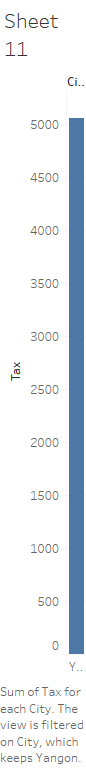 Sheet
11
Ci..
5000
4500
4000
3500
3000
Tax
2500
2000
1500
1000
500
0
Y..
Sum of Tax for
each City. The
view is filtered
on City, which
keeps Yangon.